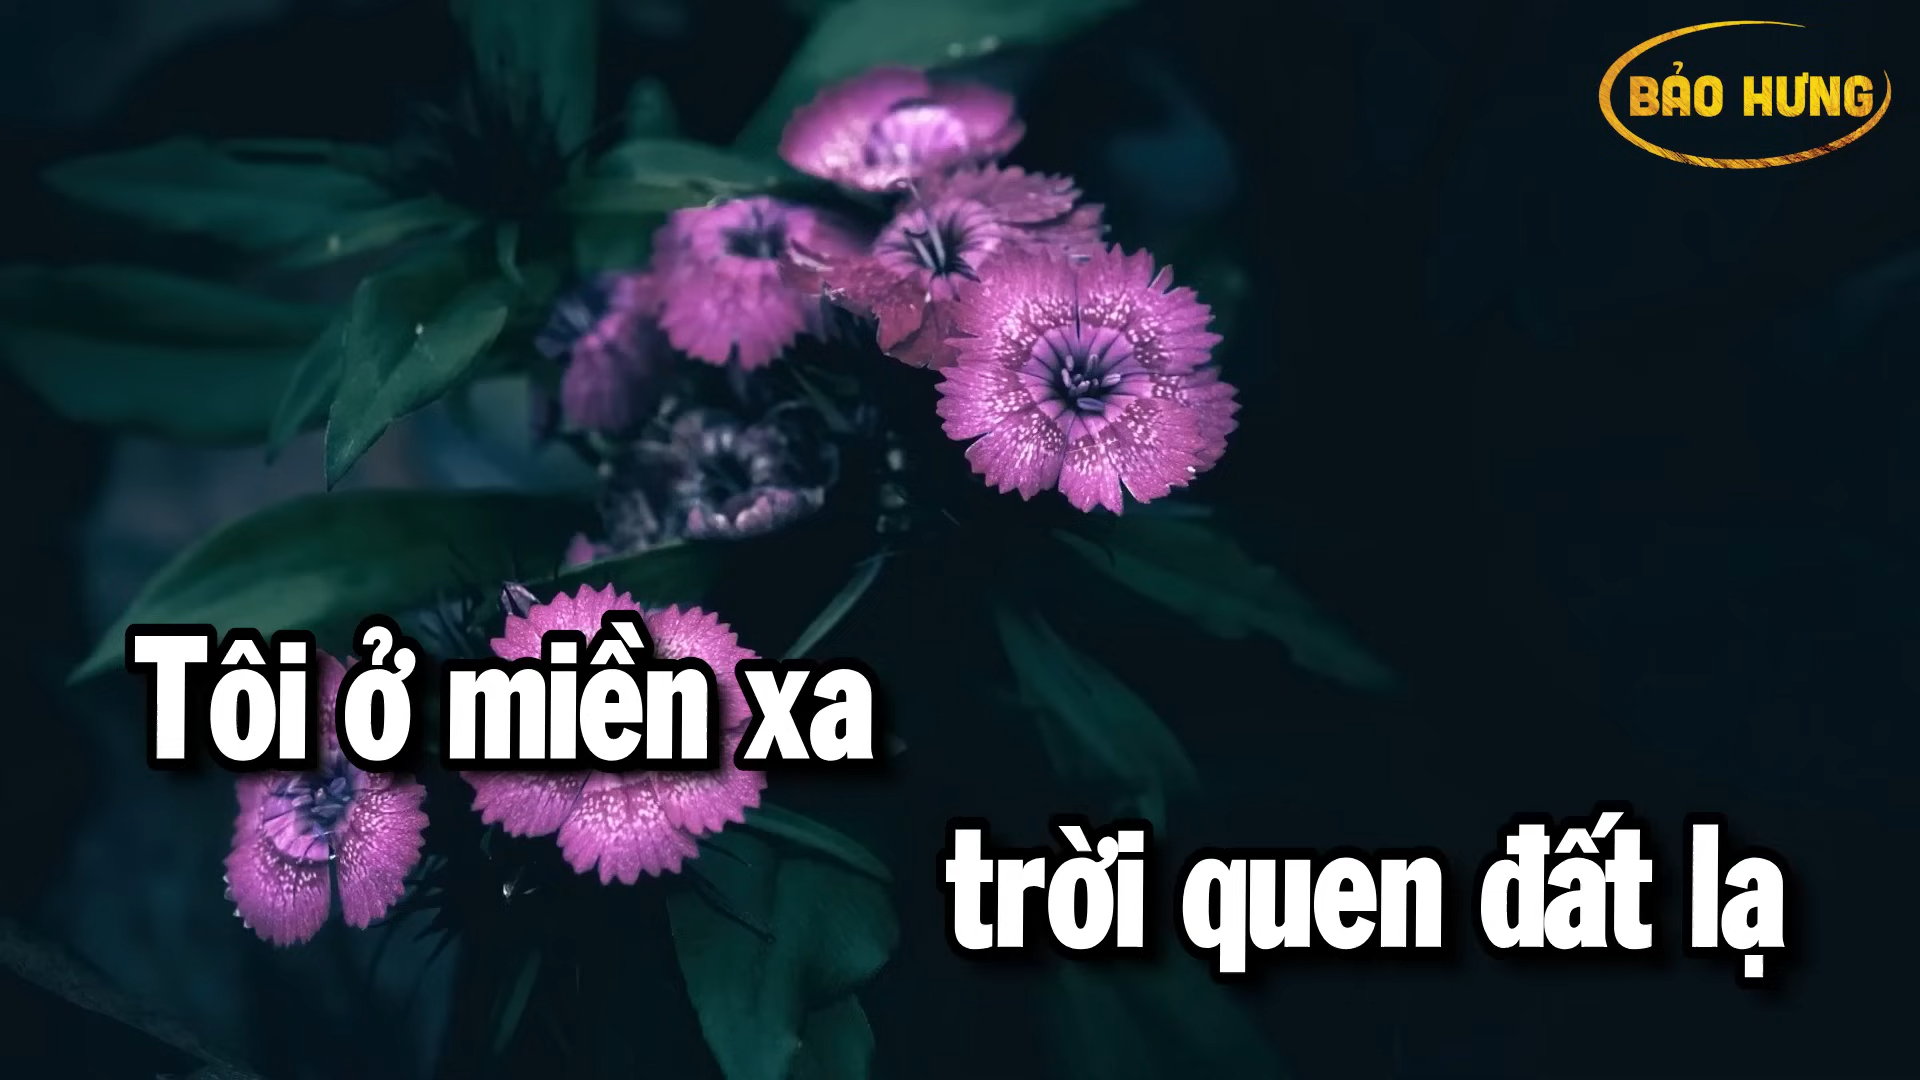 BẢO HƯNG
Tôi ở miền xa
trời quen đất lạ